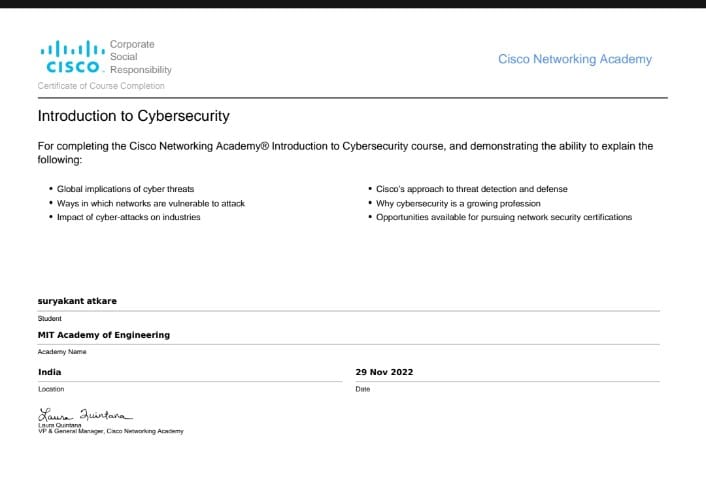 Corporate
Social
CISCO. Responsibility
Cisco Networking Academy
Certificate of Course Completion
Introduction to Cybersecurity
For completing the Cisco Networking Academy® Introduction to Cybersecurity course, and demonstrating the ability to explain the
following:
• Global implications of cyber threats
• Ways in which networks are vulnerable to attack
• Impact of cyber-attacks on industries
• Cisco's approach to threat detection and defense
• Why cybersecurity is a growing profession
• Opportunities available for pursuing network security certifications
suryakant atkare
Student
MIT Academy of Engineering
Academy Name
India
Location
29 Nov 2022
Date
Laura Quintana
Laura Quintana
VP & General Manager, Cisco Networking Academy